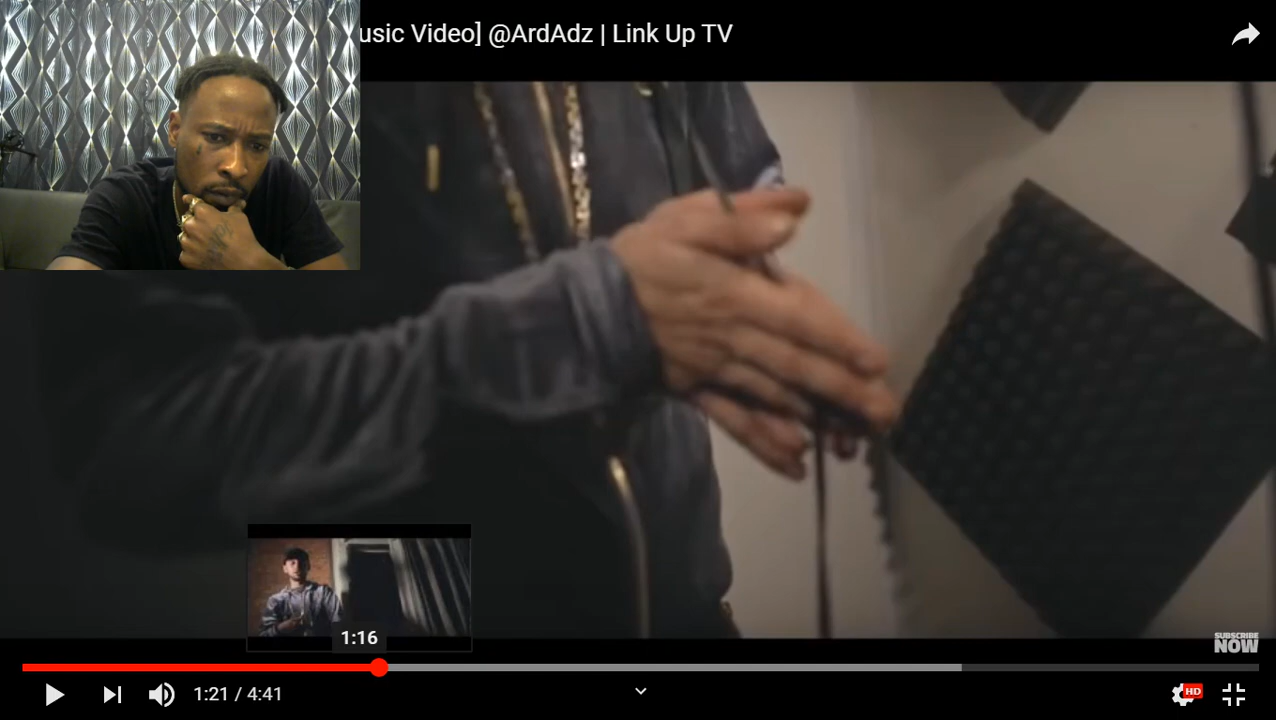 usic Video] @ArdAdz | Link Up TV
1:16
SUBSCRIBE
NOW
1:21 / 4:41
HD